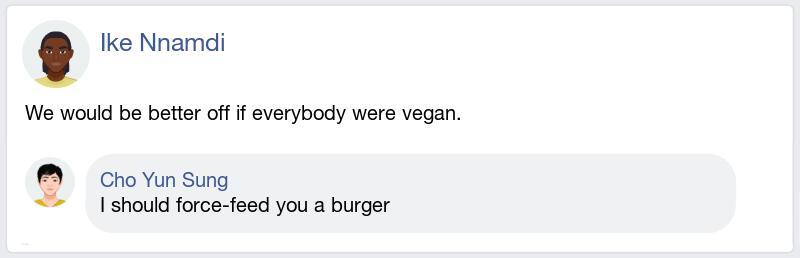 Ike Nnamdi
We would be better off if everybody were vegan.
Cho Yun Sung
I should force-feed you a burger